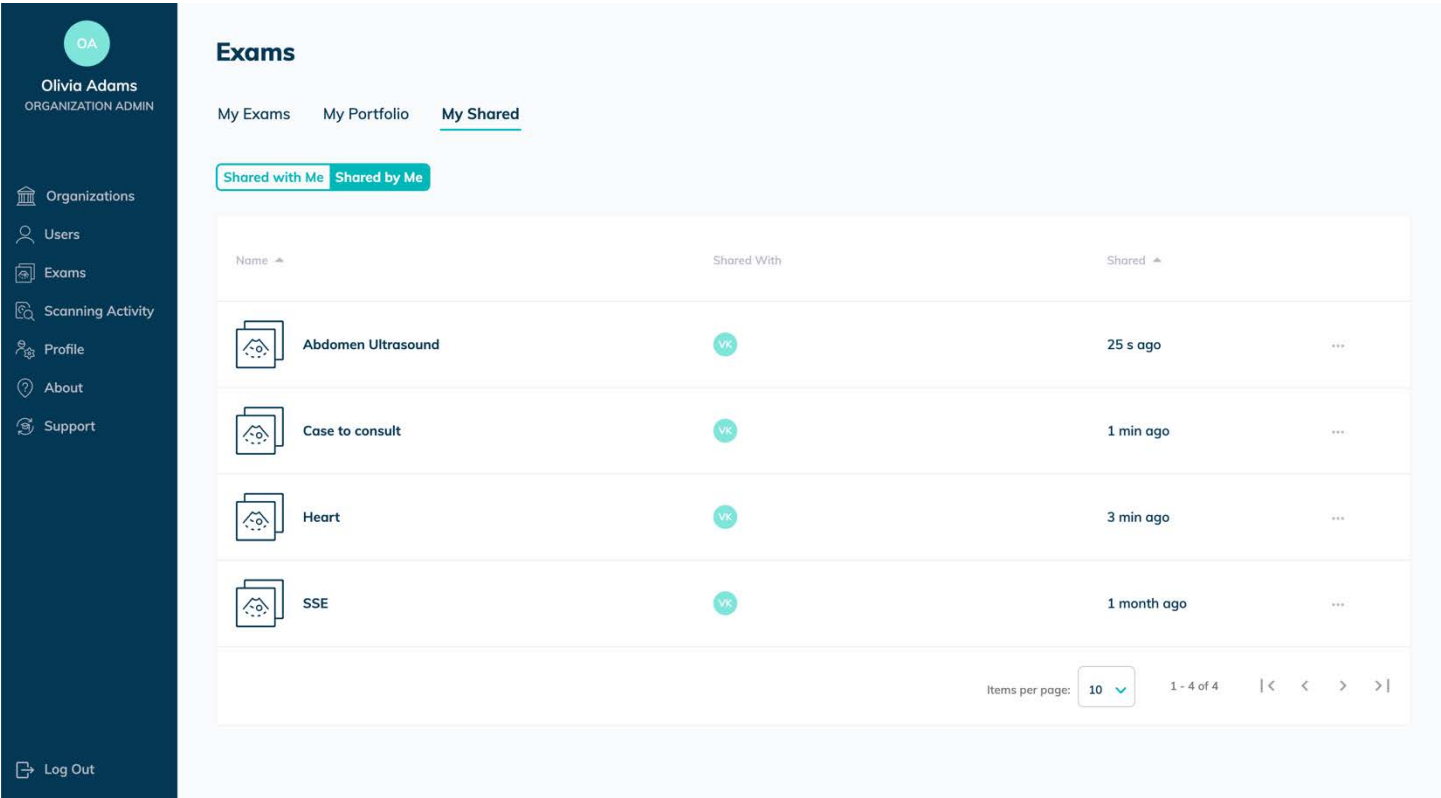 OA
Olivia Adams
ORGANIZATION ADMIN
Organizations
Users
Exams
Scanning Activity
Profile
About
Support
Log Out
Exams
My Exams My Portfolio My Shared
Shared with Me Shared by Me
Name Shared With Shared
Abdomen Ultrasound VK 25 s ago ...
Case to consult VK 1 min ago ...
Heart VK 3 min ago ...
SSE VK 1 month ago ...
Items per page: 10 1 - 4 of 4